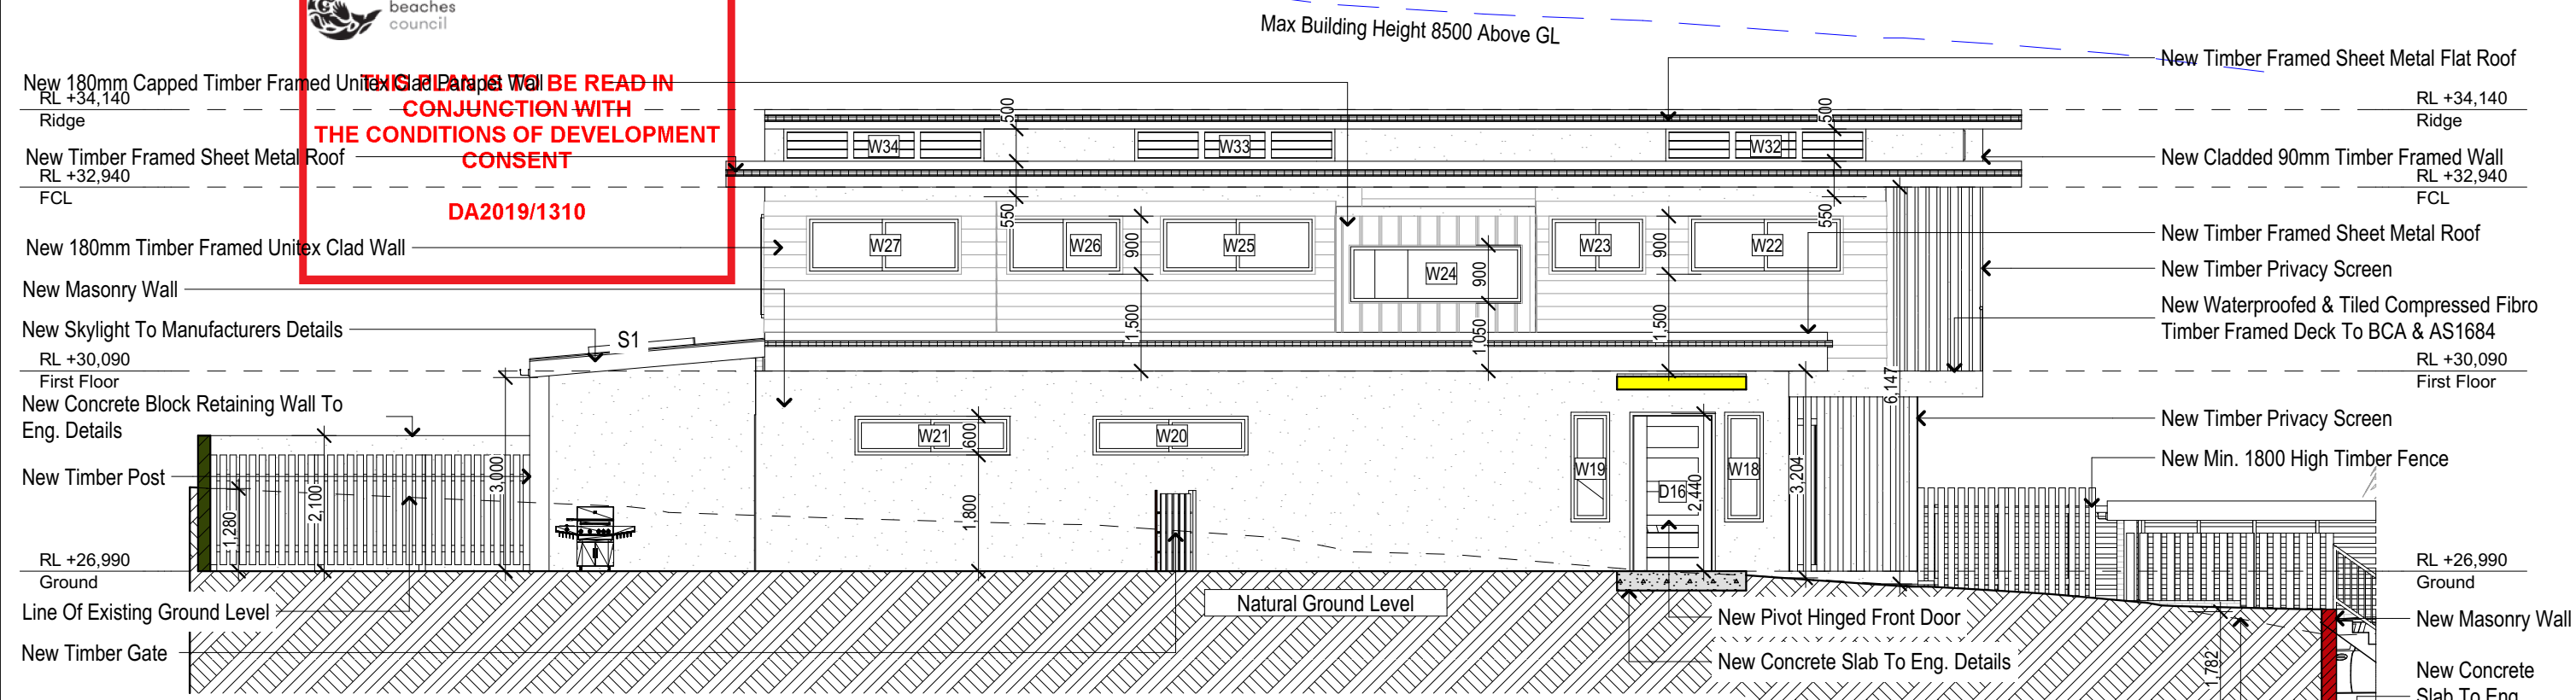 beaches
council
Max Building Height 8500 Above GL
New 180mm Capped Timber Framed Unitex Clad Parapet Wall
THIS PLAN IS TO BE READ IN
CONJUNCTION WITH
THE CONDITIONS OF DEVELOPMENT
CONSENT
DA2019/1310
RL +34,140
Ridge
New Timber Framed Sheet Metal Roof
RL +32,940
FCL
New 180mm Timber Framed Unitex Clad Wall
New Masonry Wall
New Skylight To Manufacturers Details
RL +30,090
First Floor
New Concrete Block Retaining Wall To
Eng. Details
New Timber Post
RL +26,990
Ground
Line Of Existing Ground Level
New Timber Gate
S1
500
500
W34
W33
W32
550
550
W27
W26
900
W25
W24
900
W23
900
W22
1,500
1,050
1,500
6,147
W21
600
W20
W19
D16
2,440
W18
3,204
1,280
2,100
3,000
1,800
Natural Ground Level
New Pivot Hinged Front Door
New Concrete Slab To Eng. Details
1,782
New Timber Framed Sheet Metal Flat Roof
RL +34,140
Ridge
New Cladded 90mm Timber Framed Wall
RL +32,940
FCL
New Timber Framed Sheet Metal Roof
New Timber Privacy Screen
New Waterproofed & Tiled Compressed Fibro
Timber Framed Deck To BCA & AS1684
RL +30,090
First Floor
New Timber Privacy Screen
New Min. 1800 High Timber Fence
RL +26,990
Ground
New Masonry Wall
New Concrete
Slab To Eng.